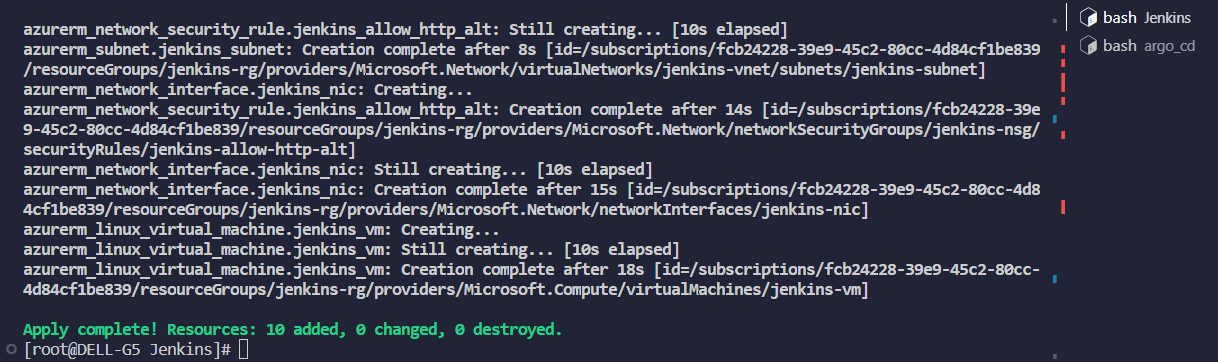 azurerm_network_security_rule.jenkins_allow_http_alt: Still creating... [10s elapsed]
azurerm_subnet.jenkins_subnet: Creation complete after 8s [id=/subscriptions/fcb24228-39e9-45c2-80cc-4d84cf1be839
/resourceGroups/jenkins-rg/providers/Microsoft.Network/virtualNetworks/jenkins-vnet/subnets/jenkins-subnet]
azurerm_network_interface.jenkins_nic: Creating...
azurerm_network_security_rule.jenkins_allow_http_alt: Creation complete after 14s [id=/subscriptions/fcb24228-39e
9-45c2-80cc-4d84cf1be839/resourceGroups/jenkins-rg/providers/Microsoft.Network/networkSecurityGroups/jenkins-nsg/
securityRules/jenkins-allow-http-alt]
azurerm_network_interface.jenkins_nic: Still creating... [10s elapsed]
azurerm_network_interface.jenkins_nic: Creation complete after 15s [id=/subscriptions/fcb24228-39e9-45c2-80cc-4d8
4cf1be839/resourceGroups/jenkins-rg/providers/Microsoft.Network/networkInterfaces/jenkins-nic]
azurerm_linux_virtual_machine.jenkins_vm: Creating...
azurerm_linux_virtual_machine.jenkins_vm: Still creating... [10s elapsed]
azurerm_linux_virtual_machine.jenkins_vm: Creation complete after 18s [id=/subscriptions/fcb24228-39e9-45c2-80cc-
4d84cf1be839/resourceGroups/jenkins-rg/providers/Microsoft.Compute/virtualMachines/jenkins-vm]
Apply complete! Resources: 10 added, 0 changed, 0 destroyed.
[root@DELL-G5 Jenkins]#
bash Jenkins
bash argo_cd